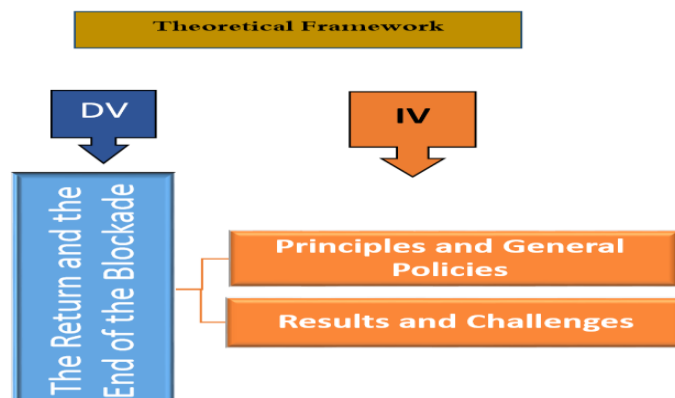 Theoretical Framework
DV
IV
The Return and the
End of the Blockade
Principles and General
Policies
Results and Challenges